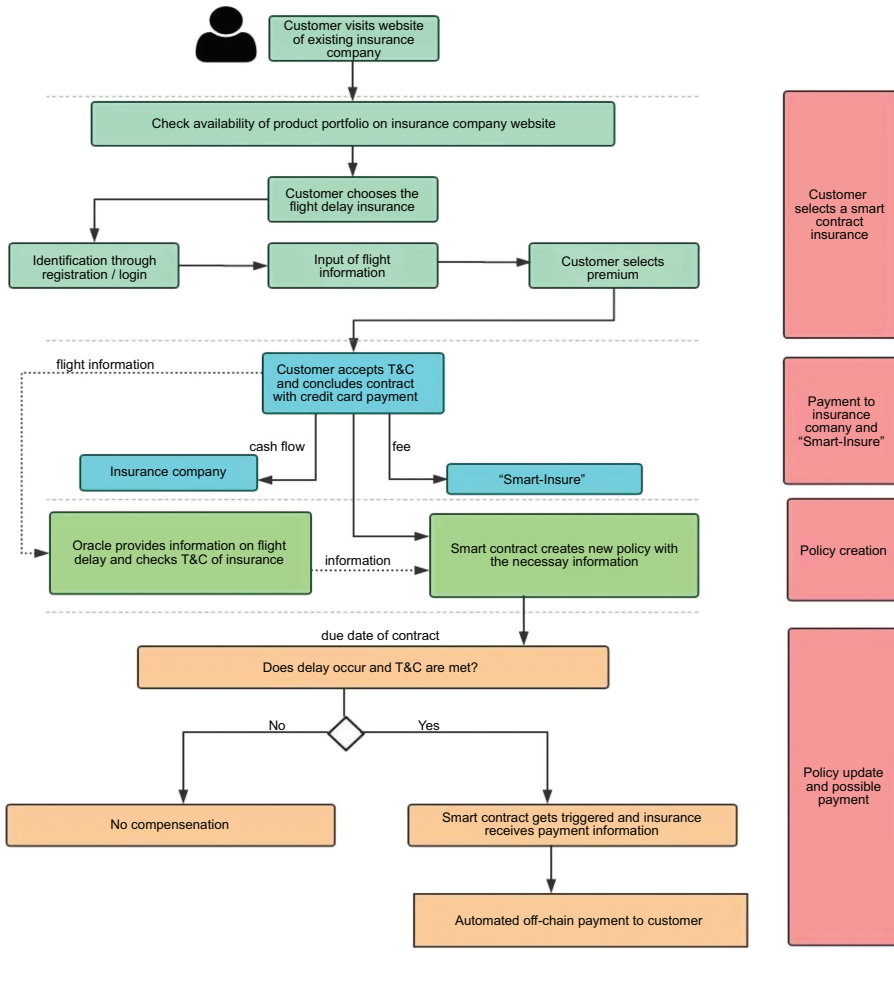 Customer visits website
of existing insurance
company
Check availability of product portfolio on insurance company website
Customer chooses the
flight delay insurance
Identification through
registration / login
Input of flight
information
Customer selects
premium
Customer
selects a smart
contract
insurance
flight information
Customer accepts T&C
and concludes contract
with credit card payment
cash flow
fee
Insurance company
“Smart-Insure”
Payment to
insurance
comany and
“Smart-Insure”
Oracle provides information on flight
delay and checks T&C of insurance
information
Smart contract creates new policy with
the necessay information
Policy creation
due date of contract
Does delay occur and T&C are met?
No
Yes
No compensenation
Smart contract gets triggered and insurance
receives payment information
Automated off-chain payment to customer
Policy update
and possible
payment